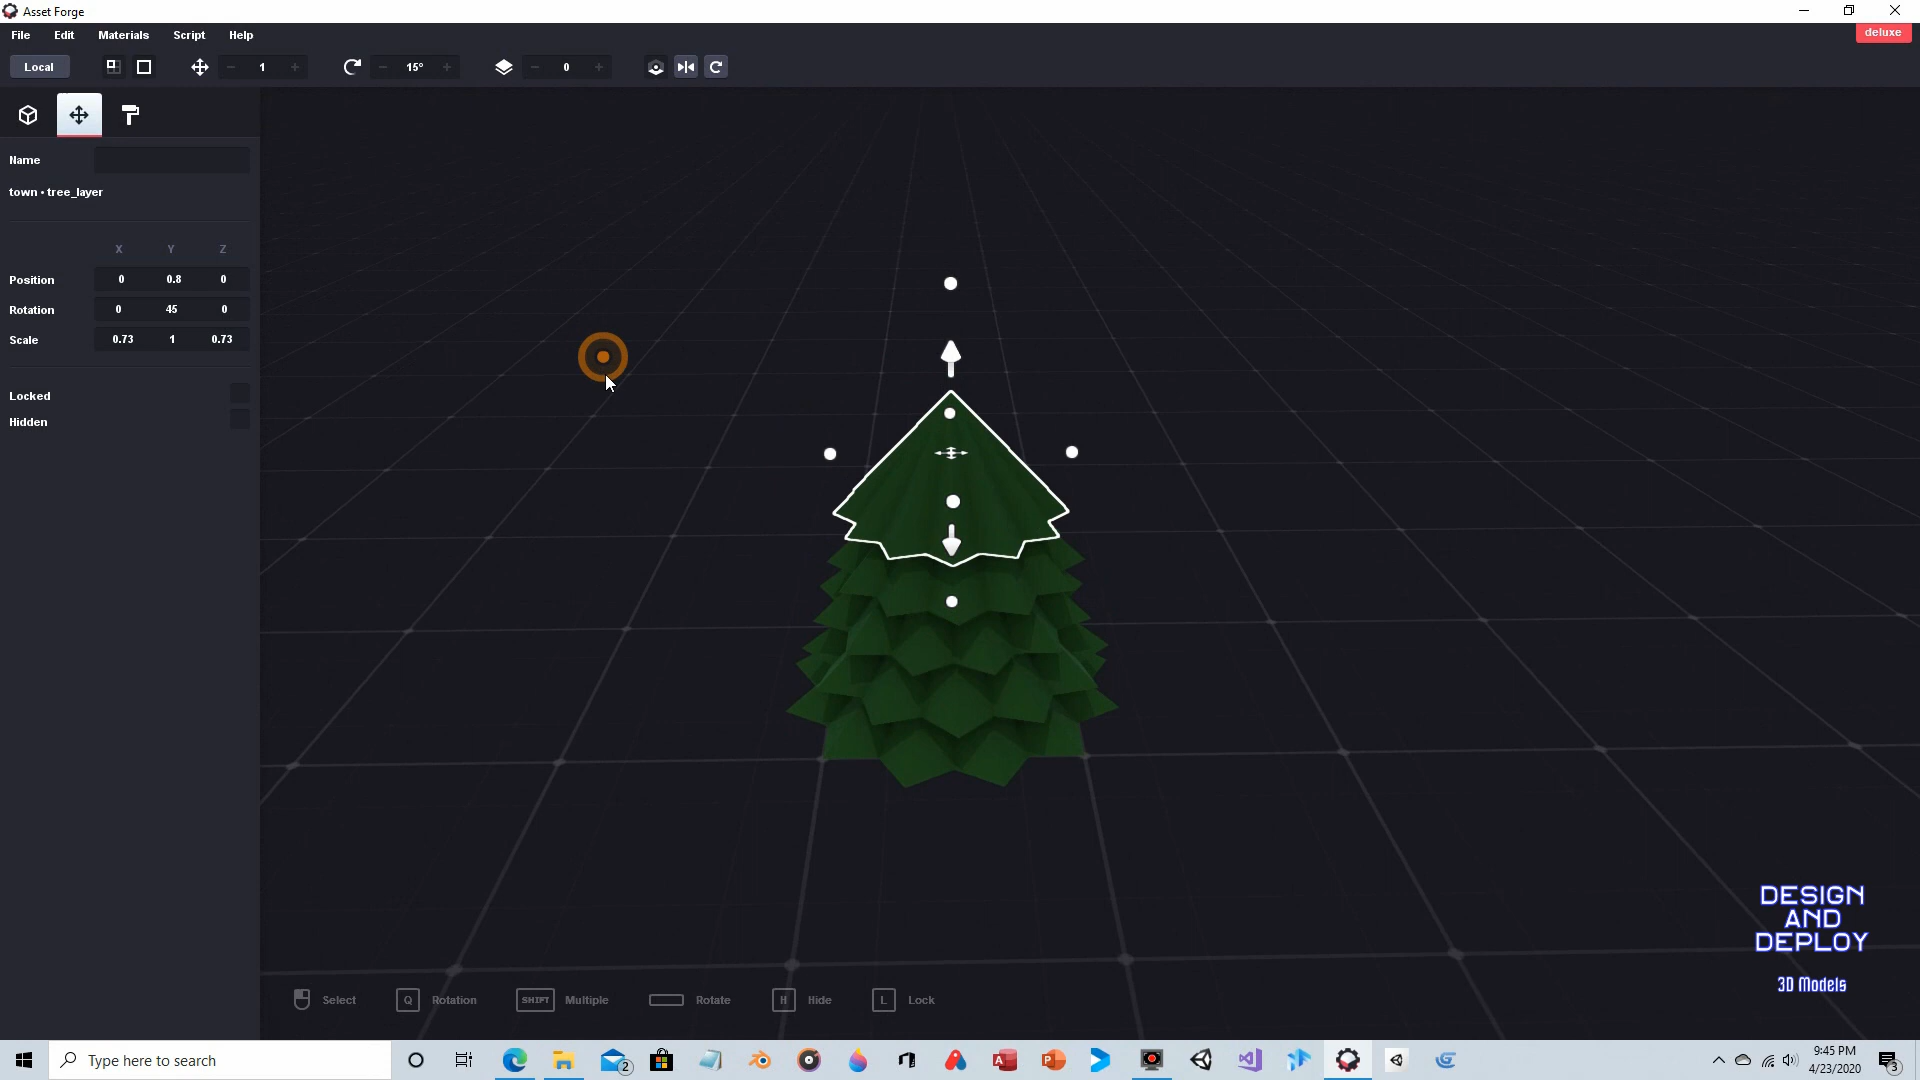 Asset Forge
File Edit Materials Script Help
deluxe
Local 1 15° 0
Name
town • tree_layer
X Y Z
Position 0 0.8 0
Rotation 0 45 0
Scale 0.73 1 0.73
Locked
Hidden
DESIGN
AND
DEPLOY
3D Models
Select Q Rotation SHIFT Multiple Rotate H Hide L Lock
Type here to search
2
9:45 PM
4/23/2020
3